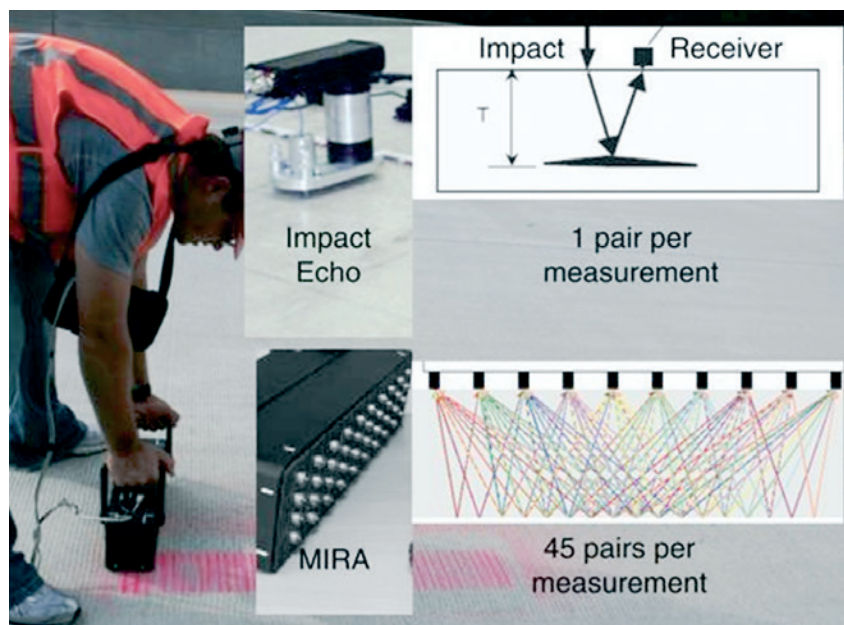 Impact
Receiver
T
Impact
Echo
1 pair per
measurement
MIRA
45 pairs per
measurement